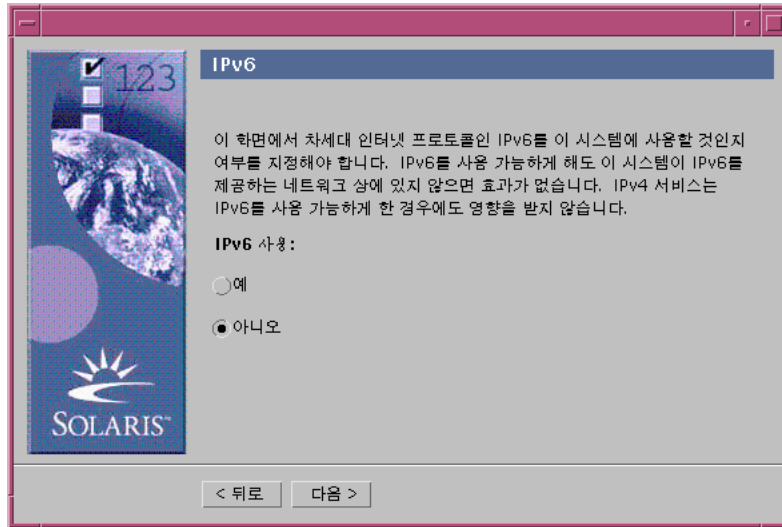 123
SOLARIS™
IPv6
이 화면에서 차세대 인터넷 프로토콜인 IPv6를 이 시스템에 사용할 것인지
여부를 지정해야 합니다. IPv6를 사용 가능하게 해도 이 시스템이 IPv6를
제공하는 네트워크 상에 있지 않으면 효과가 없습니다. IPv4 서비스는
IPv6를 사용 가능하게 한 경우에도 영향을 받지 않습니다.
IPv6 사용:
예
아니오
< 뒤로
다음 >